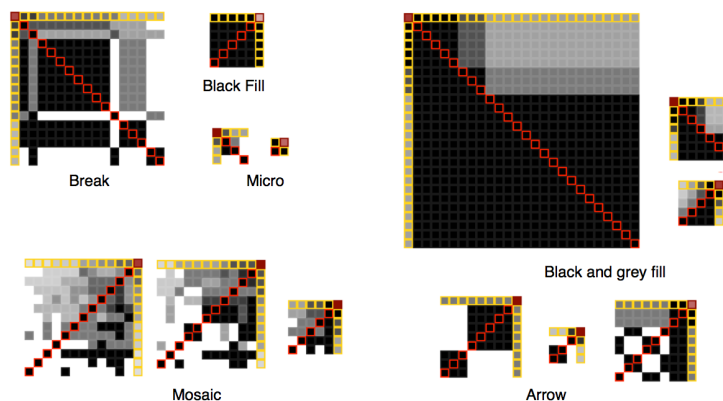 Black Fill
Break
Micro
Black and grey fill
Mosaic
Arrow